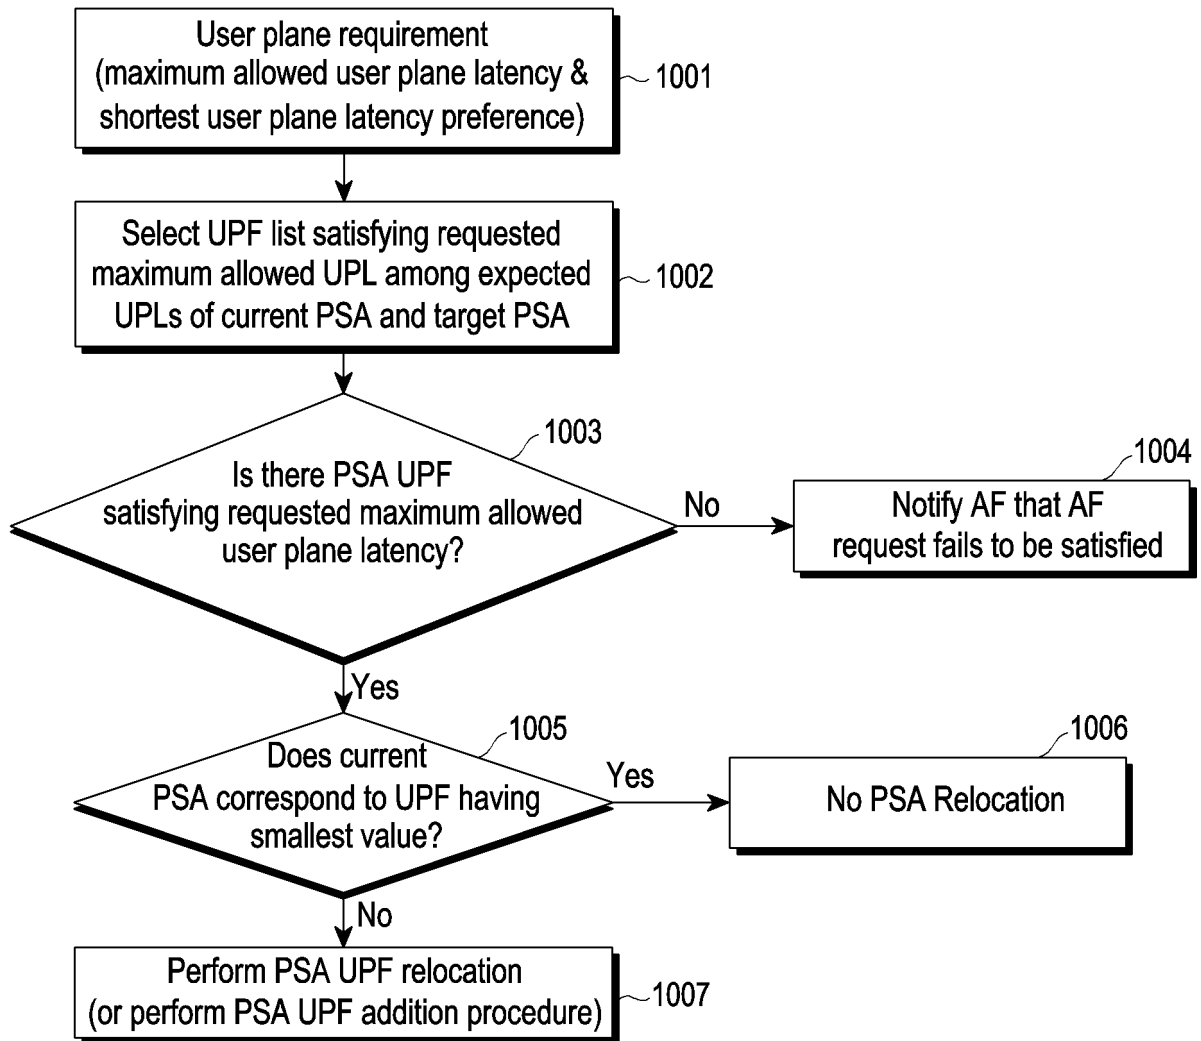 User plane requirement
(maximum allowed user plane latency &
shortest user plane latency preference)
1001
Select UPF list satisfying requested
maximum allowed UPL among expected
UPLs of current PSA and target PSA
1002
Is there PSA UPF
satisfying requested maximum allowed
user plane latency?
1003
No
1004
Notify AF that AF
request fails to be satisfied
Yes
Does current
PSA correspond to UPF having
smallest value?
1005
Yes
1006
No PSA Relocation
No
Perform PSA UPF relocation
(or perform PSA UPF addition procedure)
1007